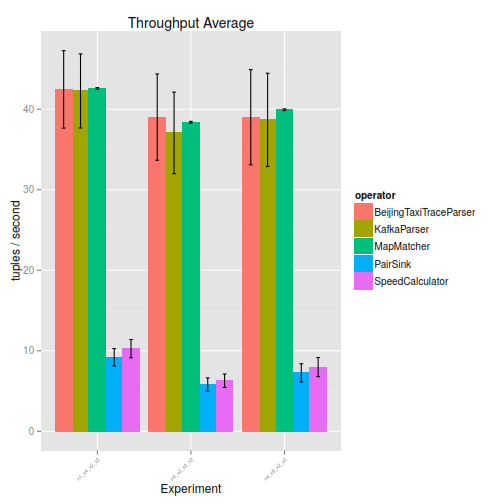 Throughput Average
tuples / second
40
30
20
10
0
Experiment
operator
BeijingTaxiTraceParser
KafkaParser
MapMatcher
PairSink
SpeedCalculator